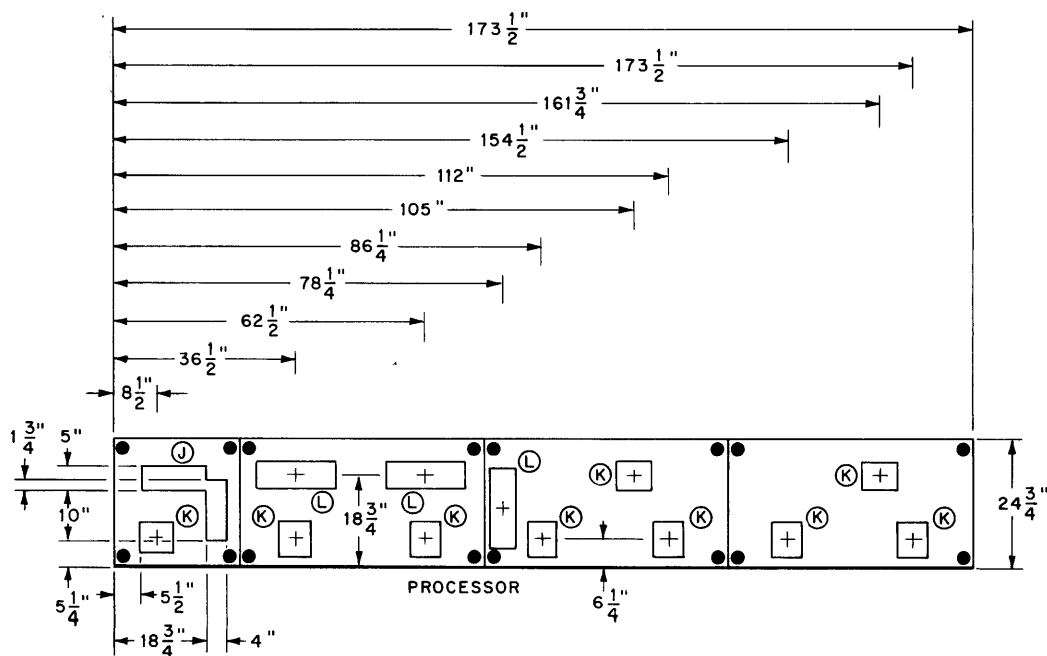 173 1/2"
173 1/2"
161 3/4"
154 1/2"
112"
105"
86 1/4"
78 1/4"
62 1/2"
36 1/2"
8 1/2"
1 3/4"
5"
J
L
K
K
10"
K
K
L
L
18 3/4"
K
K
K
K
K
24 3/4"
PROCESSOR
5 1/4"
5 1/2"
6 1/4"
18 3/4"
4"